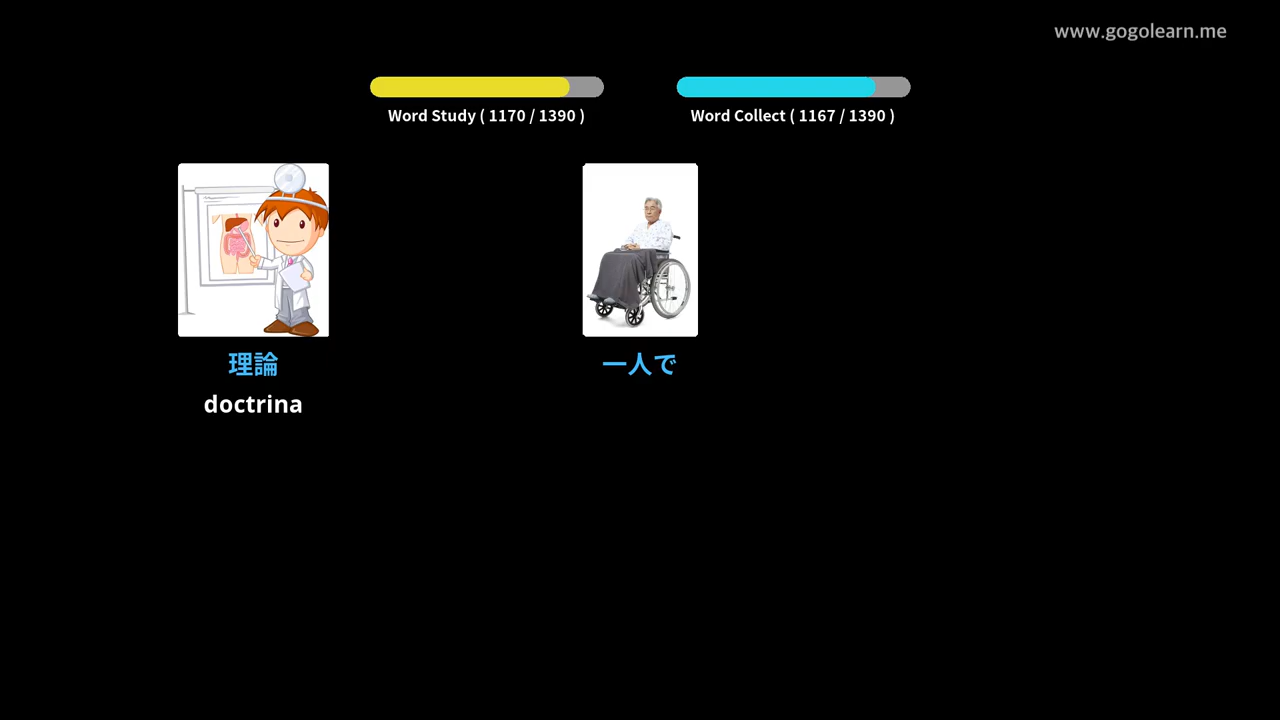 www.gogolearn.me
Word Study ( 1170 / 1390 )
Word Collect ( 1167 / 1390 )
理論
一人で
doctrina